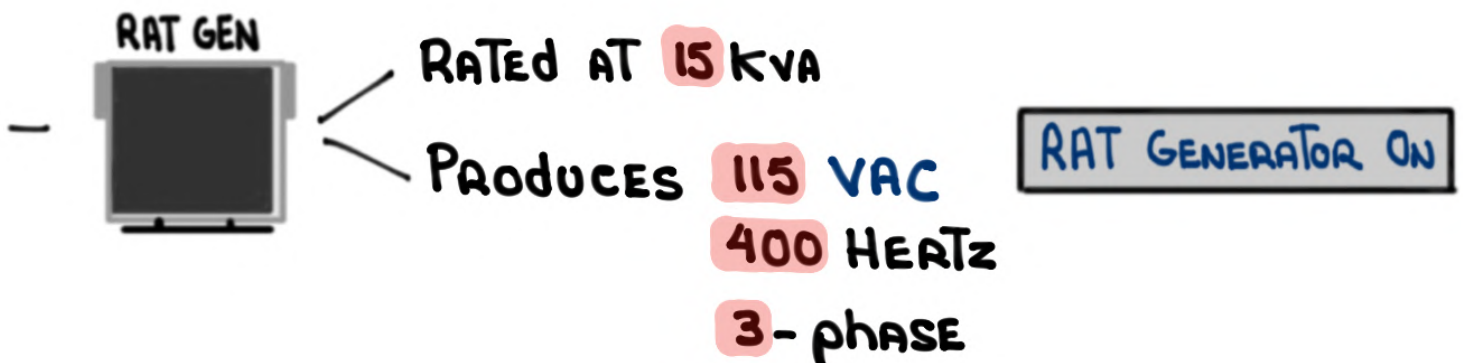 RAT GEN
RATEd AT 15 KVA
PROdUCES 115 VAC
400 HERTZ
3-phASE
RAT GENERATOR ON